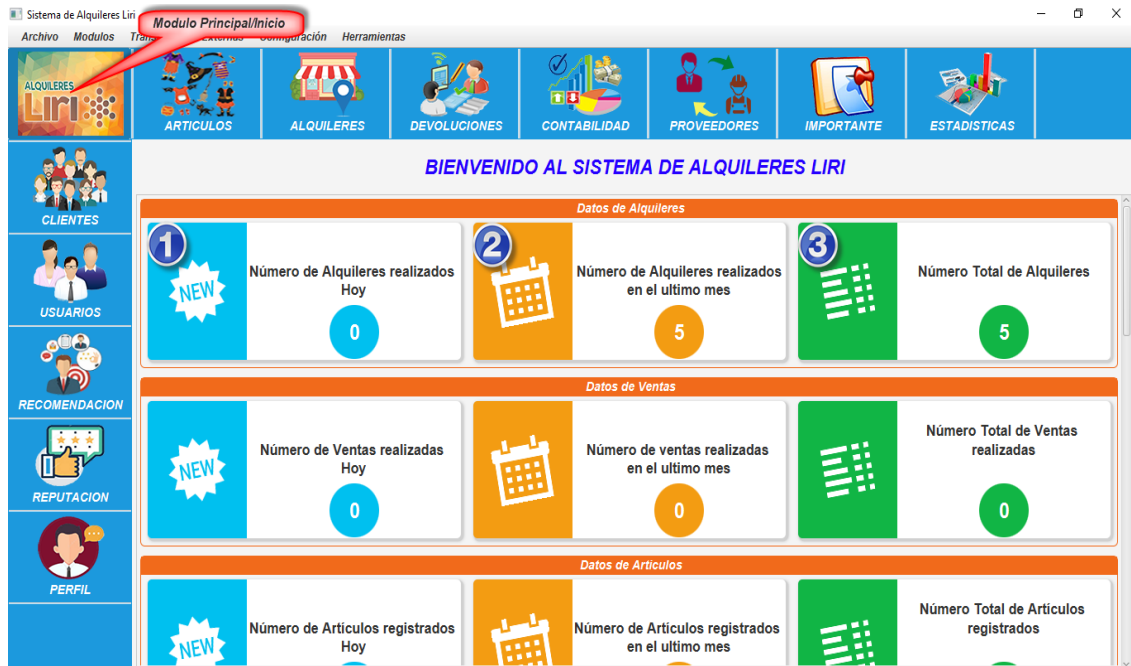 Sistema de Alquileres Liri
Modulo Principal/Inicio
Archivo Modulos Herramientas
ALQUILERES
Liri
ARTICULOS
ALQUILERES
DEVOLUCIONES
CONTABILIDAD
PROVEEDORES
IMPORTANTE
ESTADISTICAS
CLIENTES
USUARIOS
RECOMENDACION
REPUTACION
PERFIL
BIENVENIDO AL SISTEMA DE ALQUILERES LIRI
Datos de Alquileres
1
NEW
Número de Alquileres realizados
Hoy
0
2
Número de Alquileres realizados
en el ultimo mes
5
3
Número Total de Alquileres
5
Datos de Ventas
NEW
Número de Ventas realizadas
Hoy
0
Número de ventas realizadas
en el ultimo mes
0
Número Total de Ventas
realizadas
0
Datos de Articulos
NEW
Número de Articulos registrados
Hoy
Número de Articulos registrados
en el ultimo mes
Número Total de Articulos
registrados